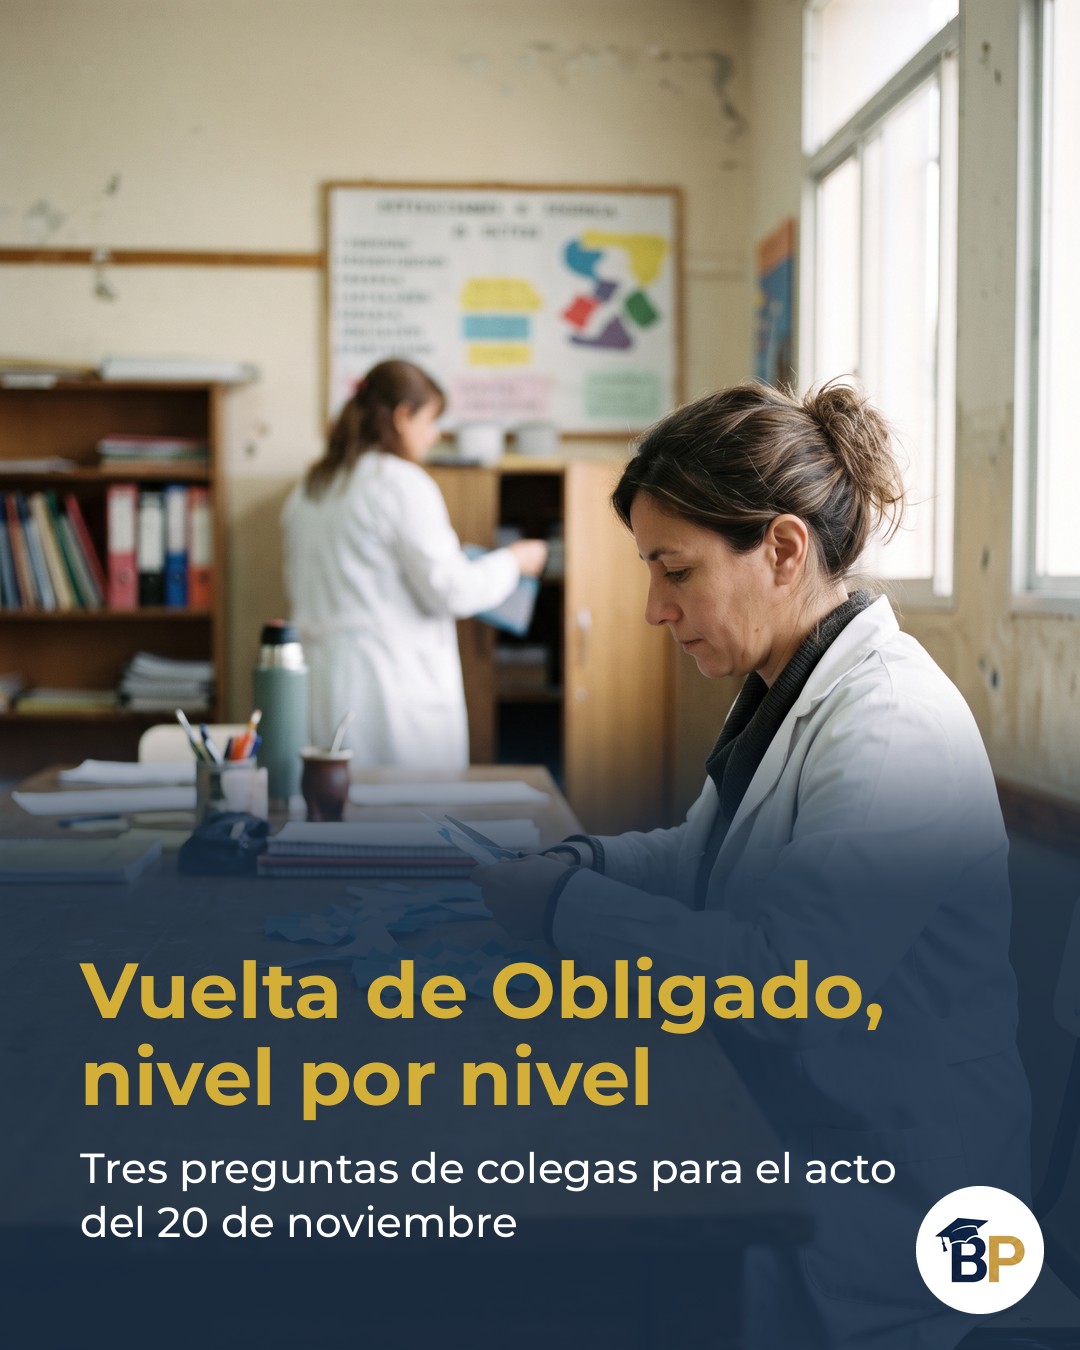 Vuelta de Obligado,
nivel por nivel
Tres preguntas de colegas para el acto
del 20 de noviembre
BP